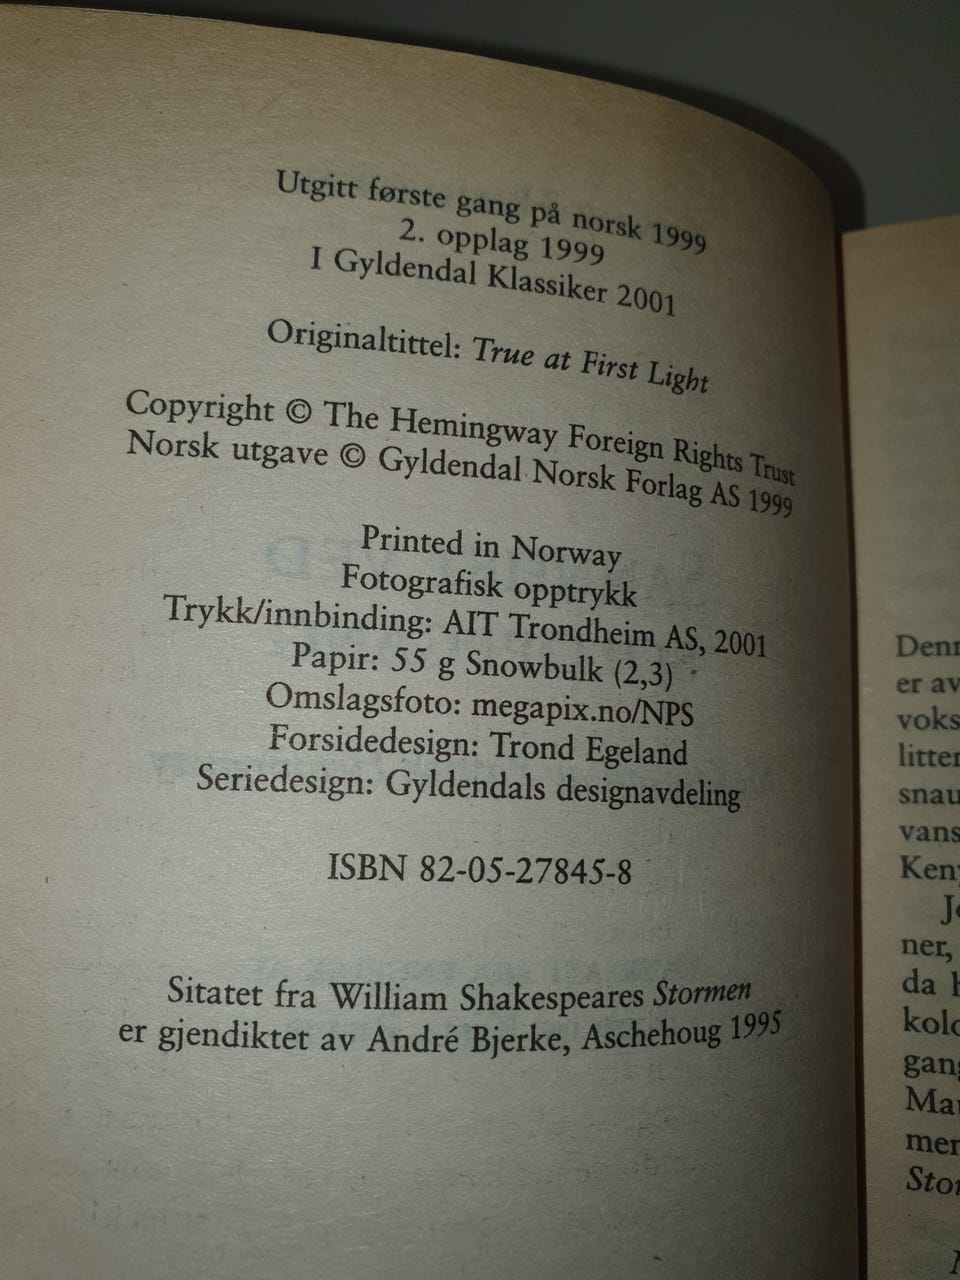 Utgitt første gang på norsk 1999
2. opplag 1999
I Gyldendal Klassiker 2001
Originaltittel: True at First Light
Copyright © The Hemingway Foreign Rights Trust
Norsk utgave © Gyldendal Norsk Forlag AS 1999
Printed in Norway
Fotografisk opptrykk
Trykk/innbinding: AIT Trondheim AS, 2001
Papir: 55 g Snowbulk (2,3)
Omslagsfoto: megapix.no/NPS
Forsidedesign: Trond Egeland
Seriedesign: Gyldendals designavdeling
ISBN 82-05-27845-8
Sitatet fra William Shakespeares Stormen
er gjendiktet av André Bjerke, Aschehoug 1995
er av
da